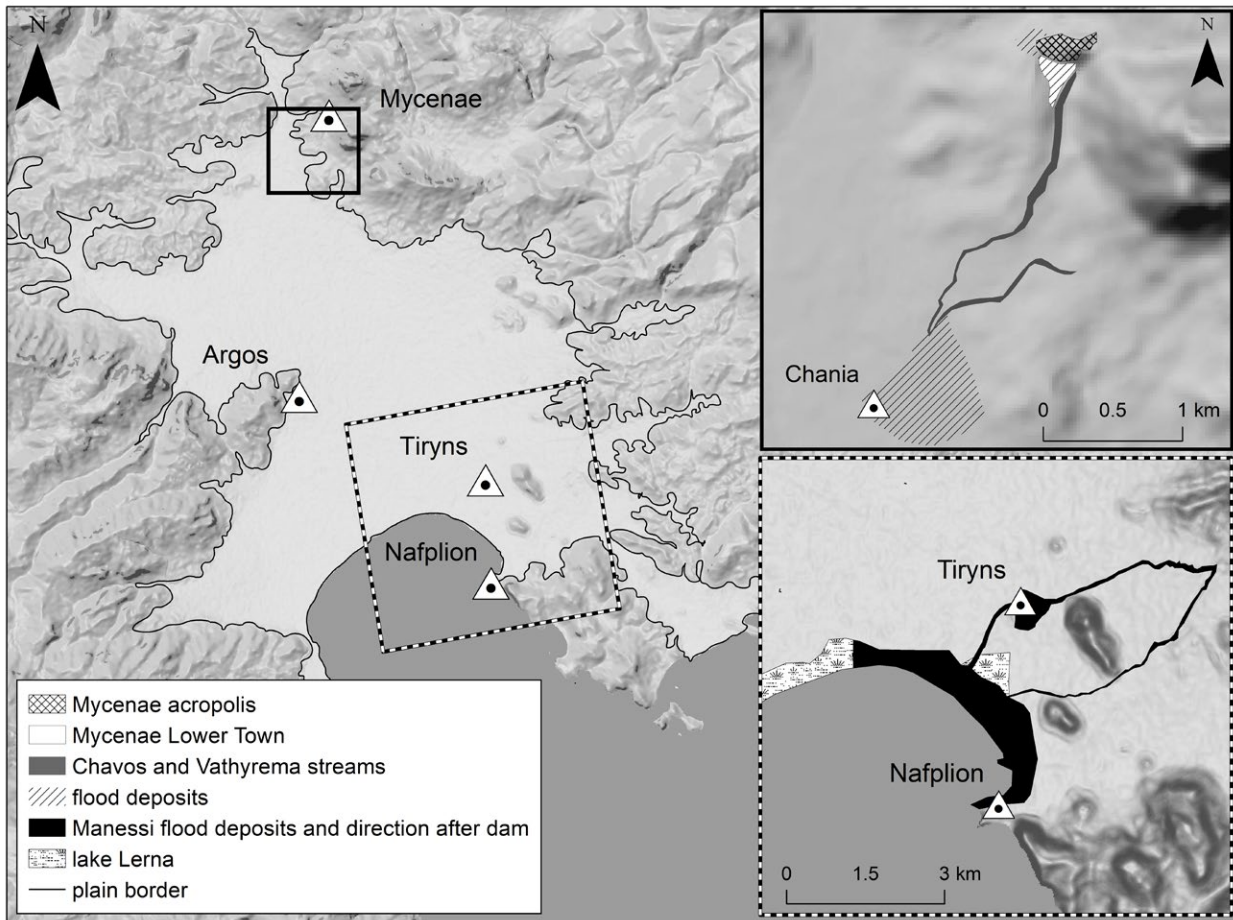 N
Mycenae
Argos
Tiryns
Nafplion
Mycenae acropolis
Mycenae Lower Town
Chavos and Vathyrema streams
flood deposits
Manessi flood deposits and direction after dam
lake Lerna
plain border
N
Chania
0 0.5 1 km
Tiryns
Nafplion
0 1.5 3 km